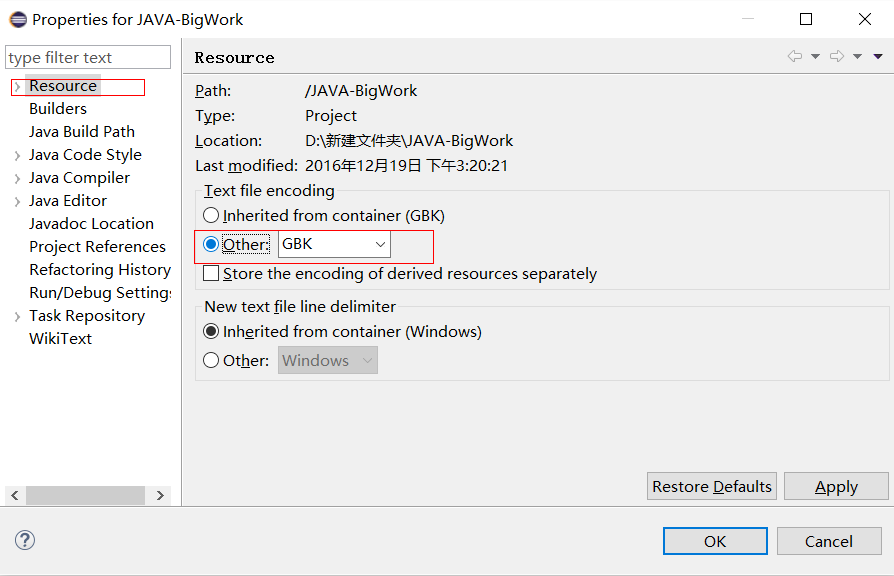 Properties for JAVA-BigWork
type filter text
Resource
Builders
Java Build Path
Java Code Style
Java Compiler
Java Editor
Javadoc Location
Project References
Refactoring History
Run/Debug Settings
Task Repository
WikiText
Resource
Path: /JAVA-BigWork
Type: Project
Location: D:\新建文件夹\JAVA-BigWork
Last modified: 2016年12月19日 下午3:20:21
Text file encoding
Inherited from container (GBK)
Other: GBK
Store the encoding of derived resources separately
New text file line delimiter
Inherited from container (Windows)
Other: Windows
Restore Defaults Apply
? OK Cancel